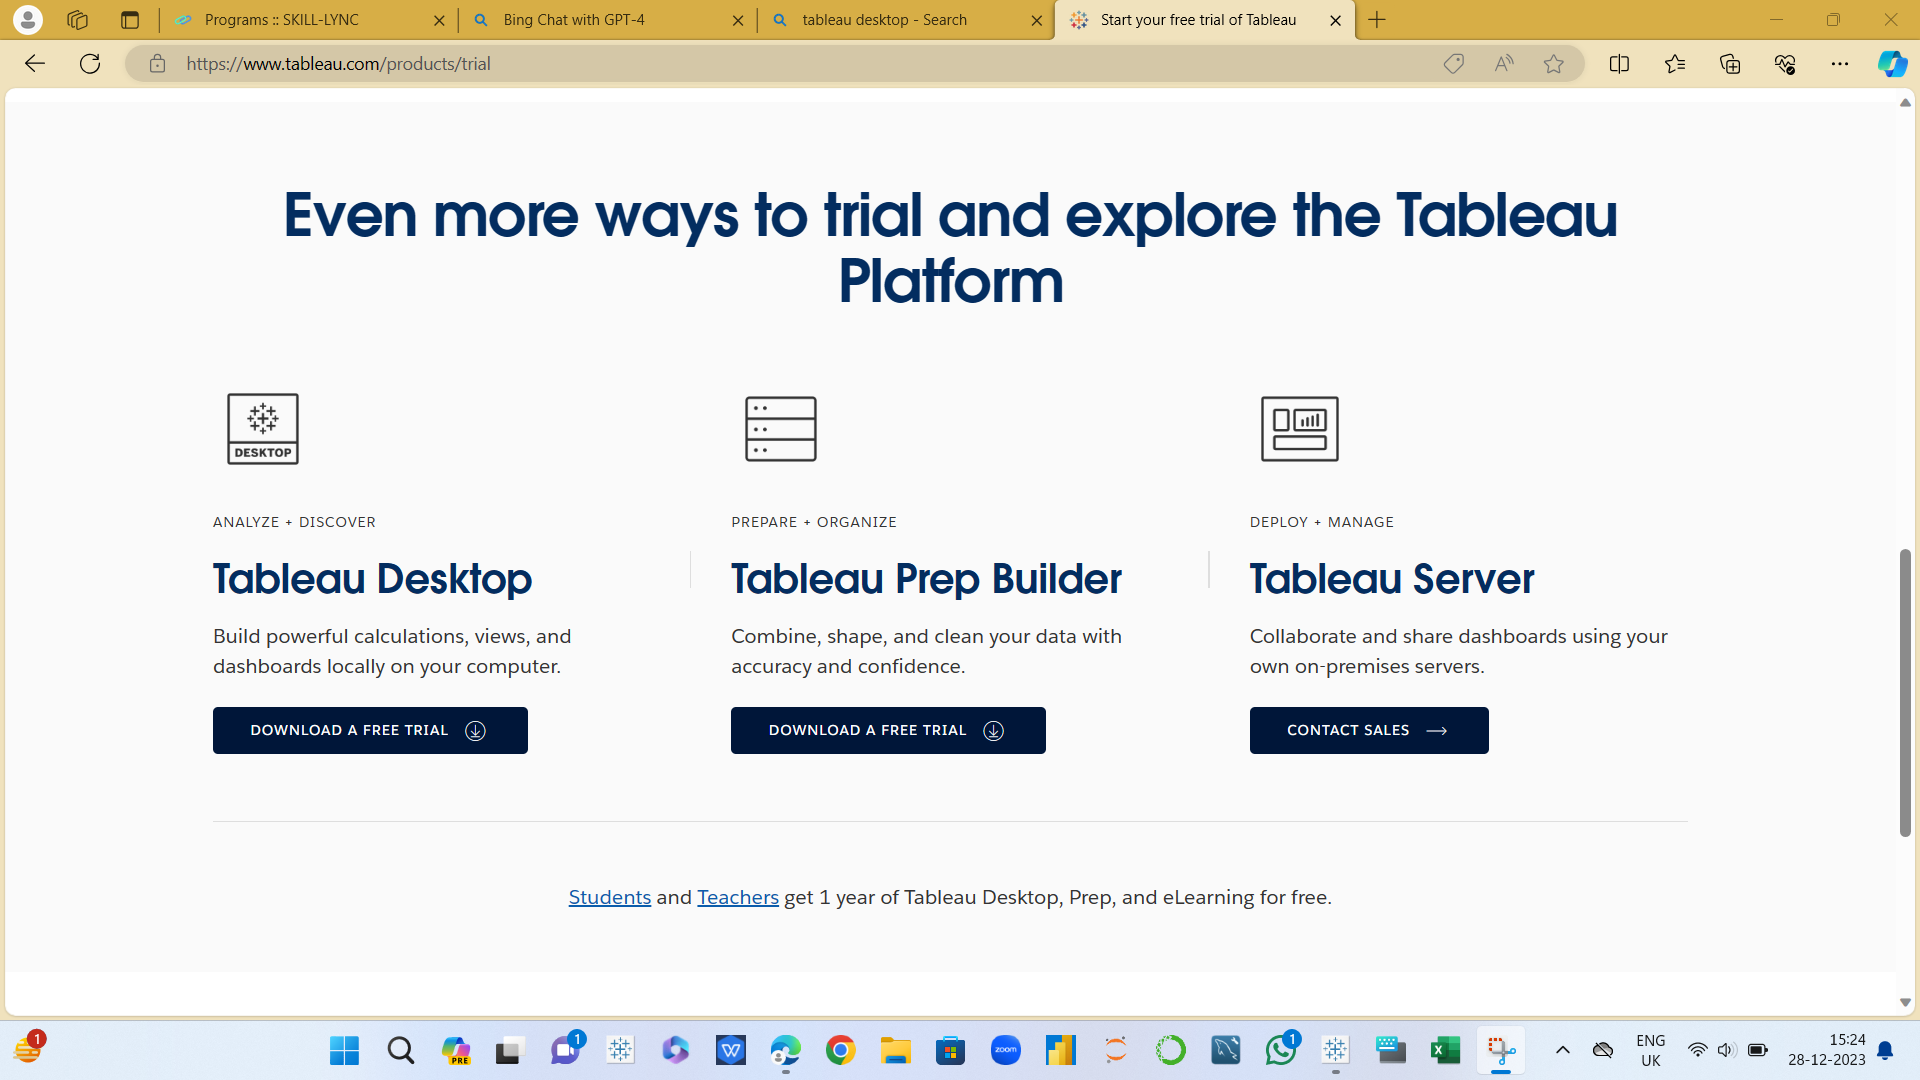 Programs :: SKILL-LYNC
Bing Chat with GPT-4
tableau desktop - Search
Start your free trial of Tableau
https://www.tableau.com/products/trial
Even more ways to trial and explore the Tableau
Platform
DESKTOP
ANALYZE + DISCOVER
PREPARE + ORGANIZE
DEPLOY + MANAGE
Tableau Desktop
Tableau Prep Builder
Tableau Server
Build powerful calculations, views, and
dashboards locally on your computer.
Combine, shape, and clean your data with
accuracy and confidence.
Collaborate and share dashboards using your
own on-premises servers.
DOWNLOAD A FREE TRIAL
DOWNLOAD A FREE TRIAL
CONTACT SALES
Students and Teachers get 1 year of Tableau Desktop, Prep, and eLearning for free.
1
PRE
1
W
zoom
1
X
ENG
UK
15:24
28-12-2023